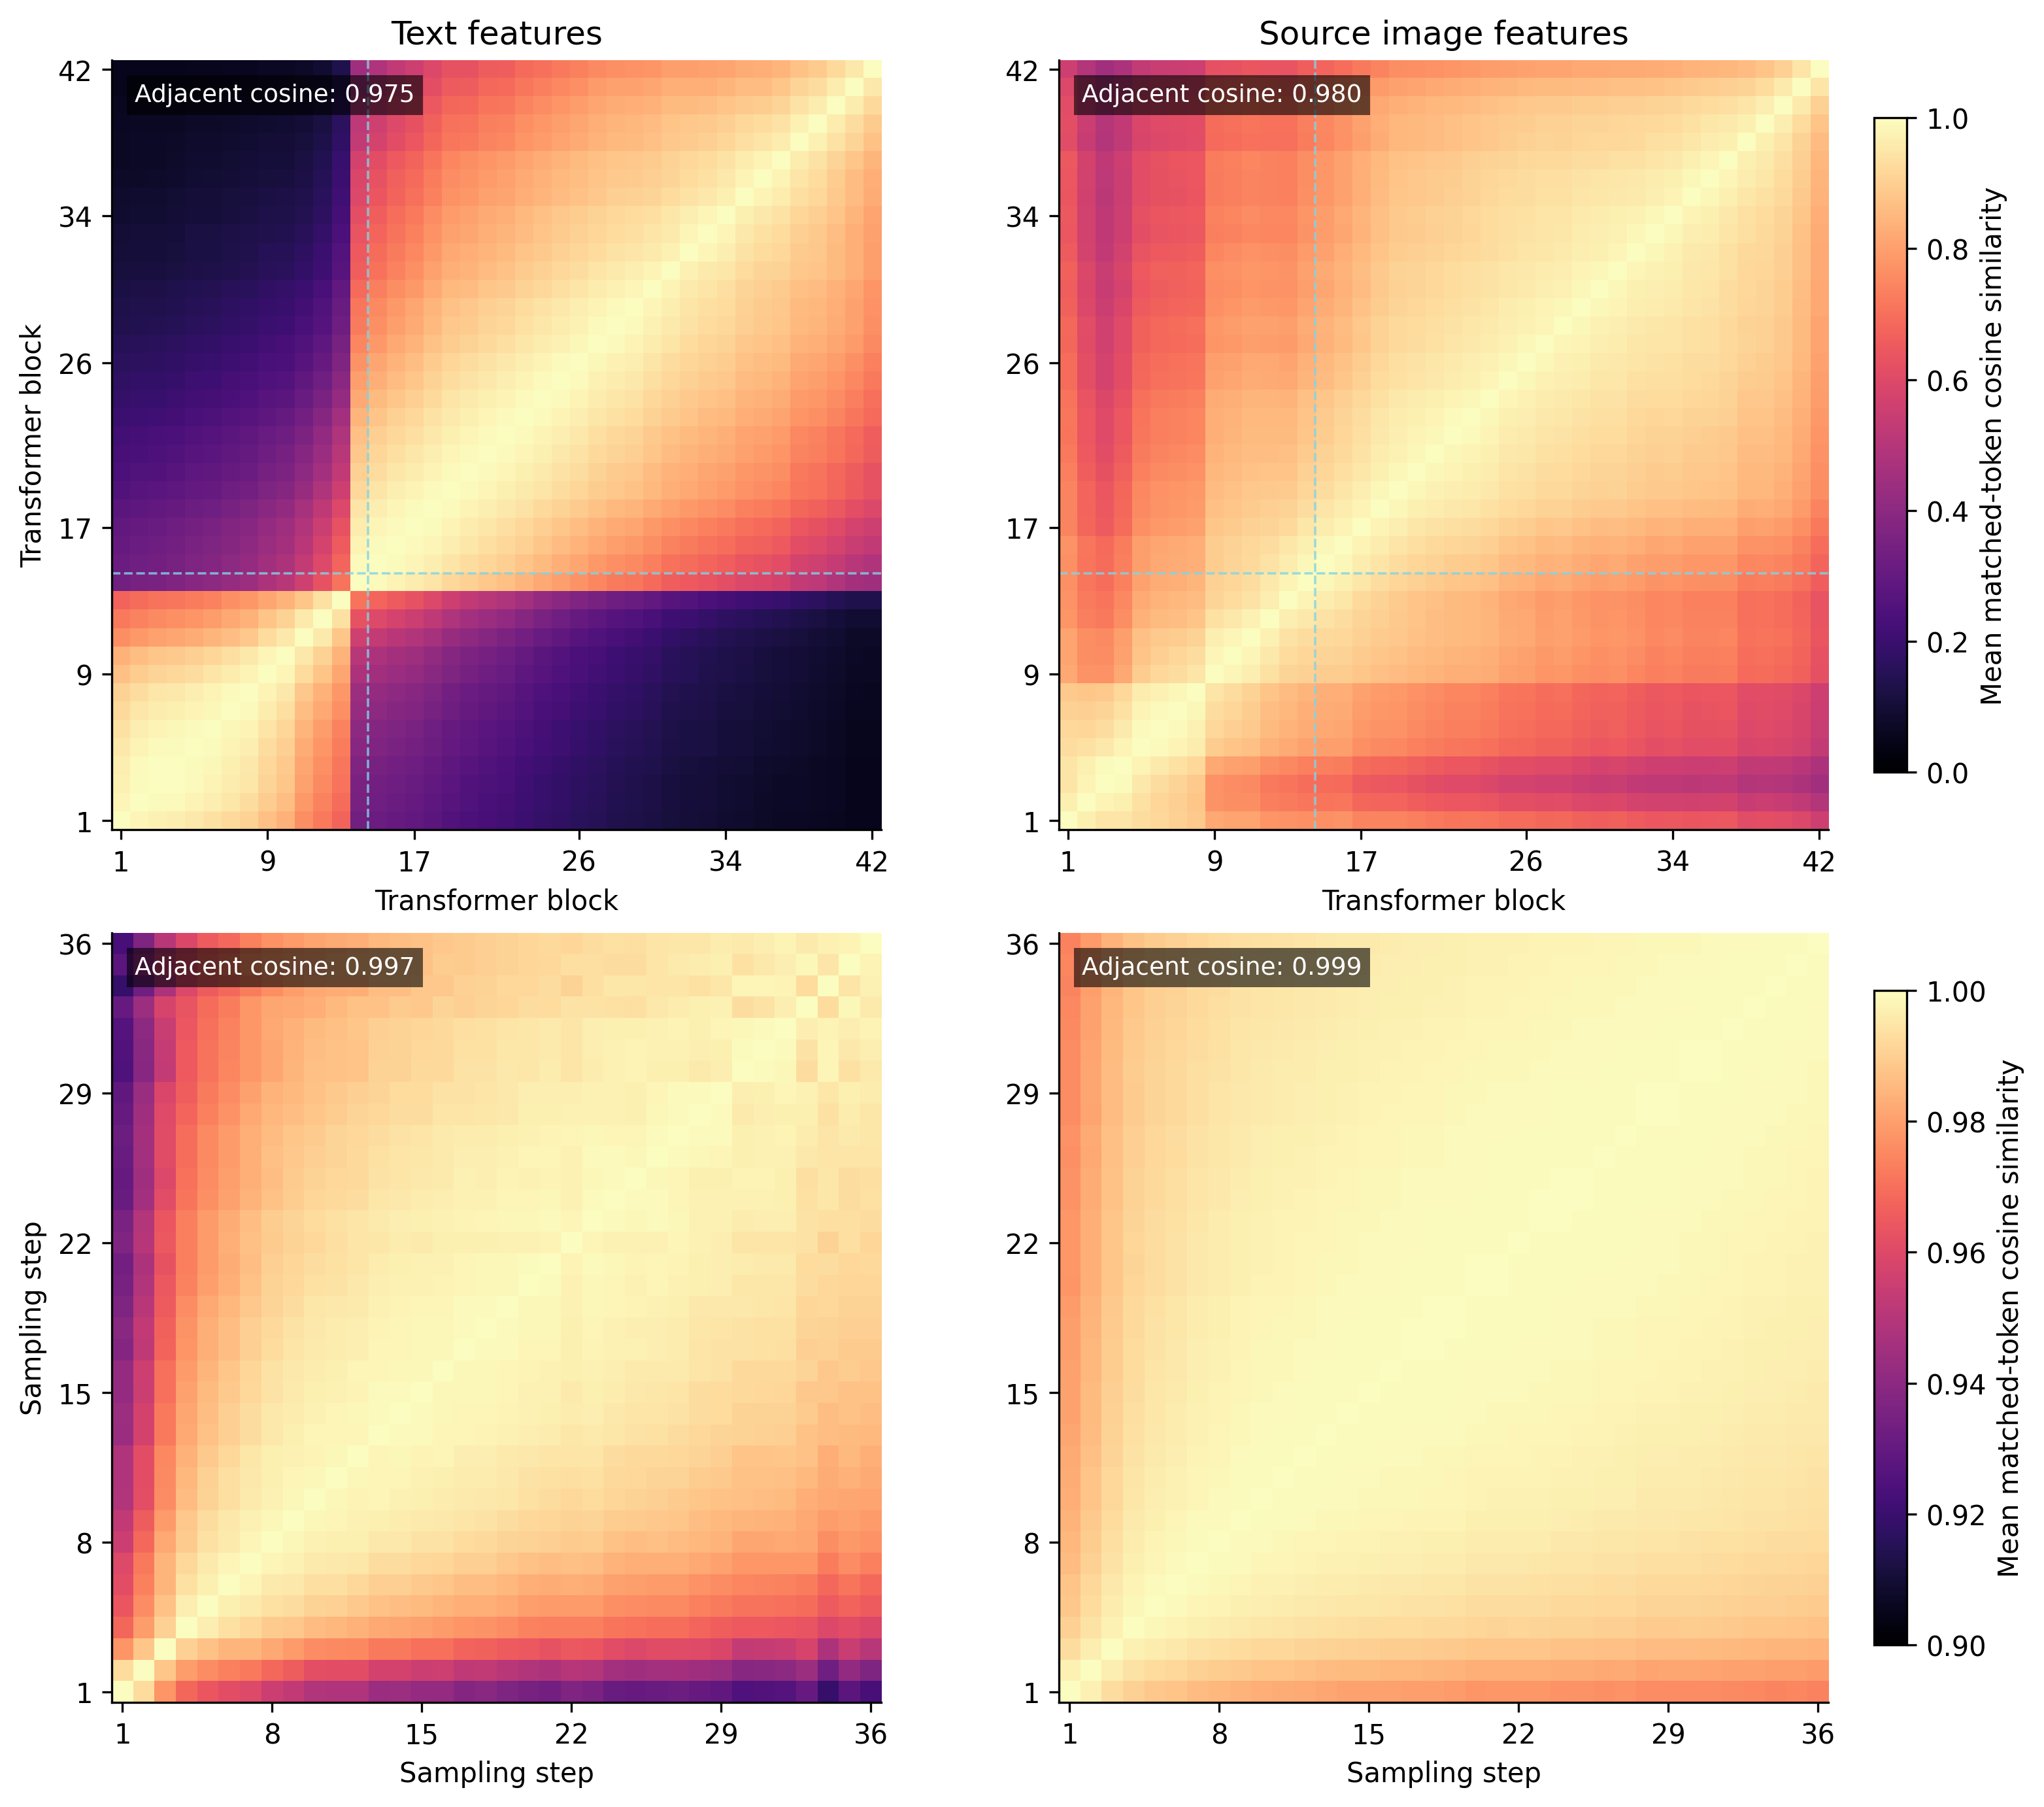 Text features
Adjacent cosine: 0.975
Transformer block
42
34
26
17
9
1
1 9 17 26 34 42
Transformer block
Source image features
Adjacent cosine: 0.980
42
34
26
17
9
1
1 9 17 26 34 42
Transformer block
1.0
0.8
0.6
0.4
0.2
0.0
Mean matched-token cosine similarity
Adjacent cosine: 0.997
Sampling step
36
29
22
15
8
1
1 8 15 22 29 36
Sampling step
Adjacent cosine: 0.999
36
29
22
15
8
1
1 8 15 22 29 36
Sampling step
1.00
0.98
0.96
0.94
0.92
0.90
Mean matched-token cosine similarity